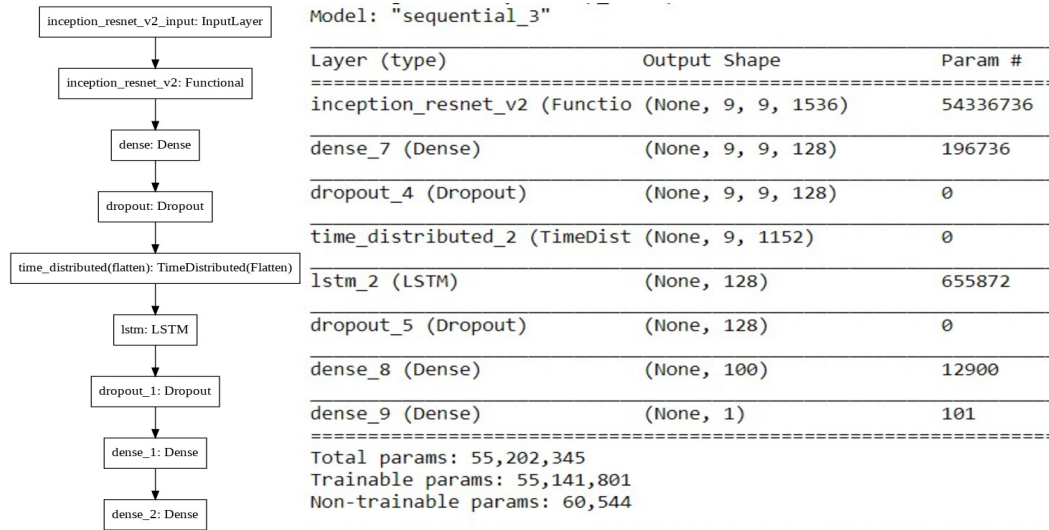 inception_resnet_v2_input: InputLayer
inception_resnet_v2: Functional
dense: Dense
dropout: Dropout
time_distributed(flatten): TimeDistributed(Flatten)
lstm: LSTM
dropout_1: Dropout
dense_1: Dense
dense_2: Dense
Model: "sequential_3"
Layer (type) Output Shape Param #
inception_resnet_v2 (Functio (None, 9, 9, 1536) 54336736
dense_7 (Dense) (None, 9, 9, 128) 196736
dropout_4 (Dropout) (None, 9, 9, 128) 0
time_distributed_2 (TimeDist (None, 9, 1152) 0
lstm_2 (LSTM) (None, 128) 655872
dropout_5 (Dropout) (None, 128) 0
dense_8 (Dense) (None, 100) 12900
dense_9 (Dense) (None, 1) 101
Total params: 55,202,345
Trainable params: 55,141,801
Non-trainable params: 60,544